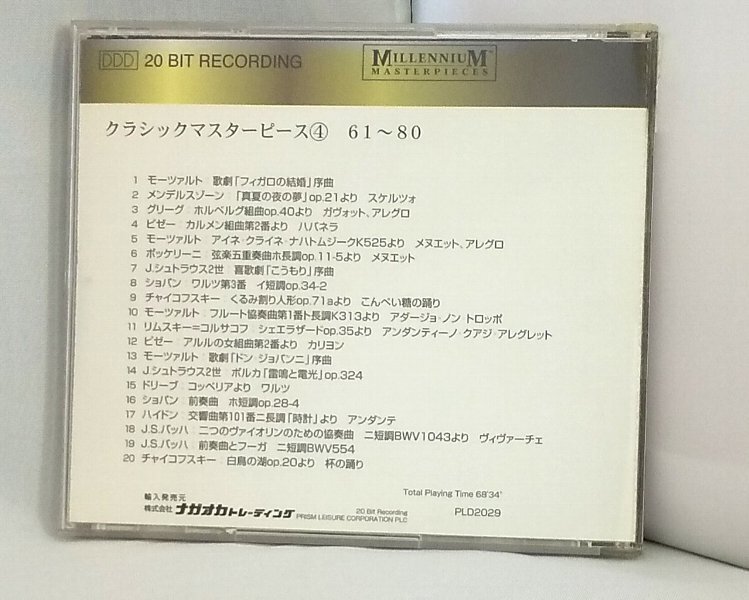 DDD 20 BIT RECORDING
MILLENNIUM
MASTERPIECES
クラシックマスターピース④ 61〜80
1 モーツァルト 歌劇「フィガロの結婚」序曲
2 メンデルスゾーン 「真夏の夜の夢」op.21より スケルツォ
3 グリーグ ホルベルグ組曲op.40より ガヴォット、アレグロ
4 ビゼー カルメン組曲第2番より ハバネラ
5 モーツァルト アイネ・クライネ・ナハトムジークK525より メヌエット、アレグロ
6 ボッケリーニ 弦楽五重奏曲ホ長調op.11-5より メヌエット
7 J.シュトラウス2世 喜歌劇「こうもり」序曲
8 ショパン ワルツ第3番 イ短調op.34-2
9 チャイコフスキー くるみ割り人形op.71aより こんぺい糖の踊り
10 モーツァルト フルート協奏曲第1番ト長調K313より アダージョ・ノン・トロッポ
11 リムスキー=コルサコフ シェエラザードop.35より アンダンティーノ・クアジ・アレグレット
12 ビゼー アルルの女組曲第2番より カリヨン
13 モーツァルト 歌劇「ドン・ジョバンニ」序曲
14 J.シュトラウス2世 ポルカ「雷鳴と電光」op.324
15 ドリーブ コッペリアより ワルツ
16 ショパン 前奏曲 ホ短調op.28-4
17 ハイドン 交響曲第101番ニ長調「時計」より アンダンテ
18 J.S.バッハ 二つのヴァイオリンのための協奏曲 ニ短調BWV1043より ヴィヴァーチェ
19 J.S.バッハ 前奏曲とフーガ ニ短調BWV554
20 チャイコフスキー 白鳥の湖op.20より 杯の踊り
Total Playing Time 68'34'
輸入発売元
株式会社 ナガオカトレーディング
20 Bit Recording
PRISM LEISURE CORPORATION PLC
PLD2029